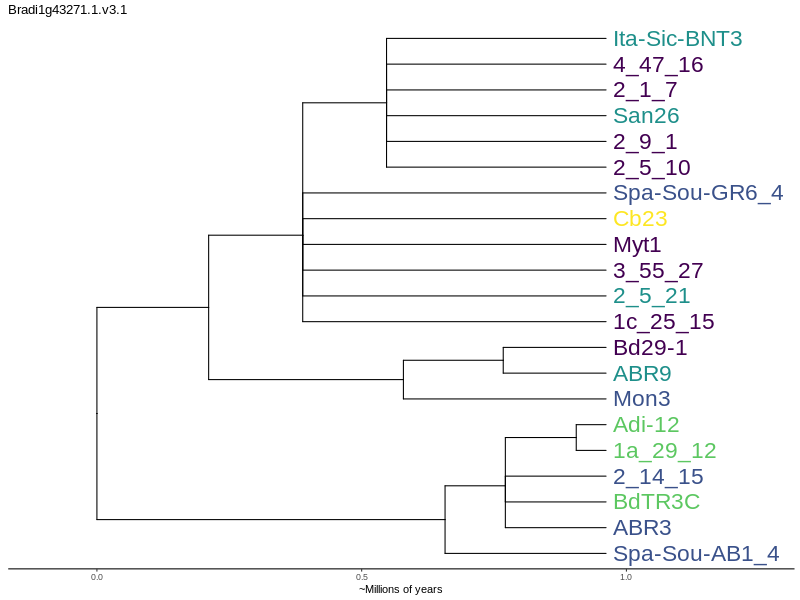 Bradi1g43271.1.v3.1
Ita-Sic-BNT3
4_47_16
2_1_7
San26
2_9_1
2_5_10
Spa-Sou-GR6_4
Cb23
Myt1
3_55_27
2_5_21
1c_25_15
Bd29-1
ABR9
Mon3
Adi-12
1a_29_12
2_14_15
BdTR3C
ABR3
Spa-Sou-AB1_4
0.0 0.5 1.0
~Millions of years